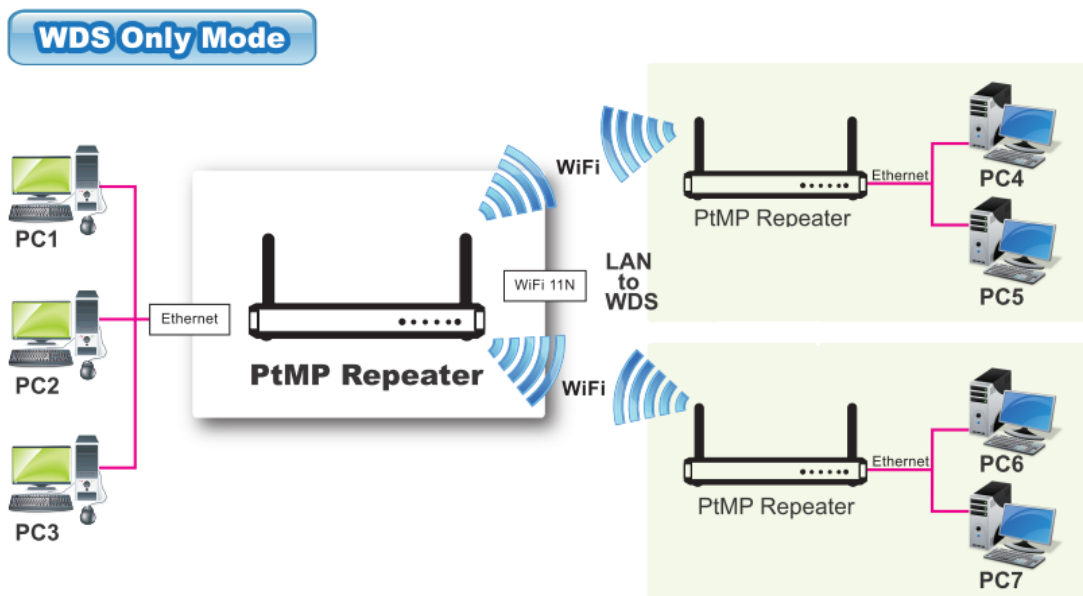 WDS Only Mode
PC1
PC2
PC3
Ethernet
PtMP Repeater
WiFi 11N
WiFi
WiFi
LAN
to
WDS
PtMP Repeater
Ethernet
PC4
PC5
PtMP Repeater
Ethernet
PC6
PC7